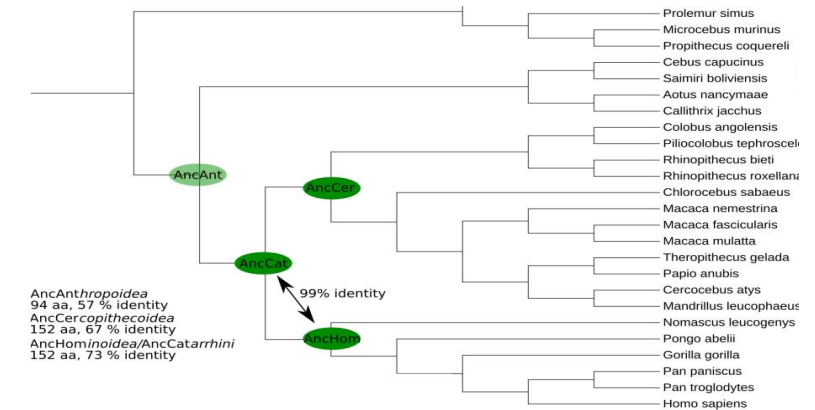 Prolemur simus
Microcebus murinus
Propithecus coquereli
Cebus capucinus
Saimiri boliviensis
Aotus nancymaae
Callithrix jacchus
Colobus angolensis
Piliocolobus tephroscel
Rhinopithecus bieti
Rhinopithecus roxellana
Chlorocebus sabaeus
Macaca nemestrina
Macaca fascicularis
Macaca mulatta
Theropithecus gelada
Papio anubis
Cercocebus atys
Mandrillus leucophaeus
Nomascus leucogenys
Pongo abelii
Gorilla gorilla
Pan paniscus
Pan troglodytes
Homo sapiens
AncAnt
AncCer
AncCat
99% identity
AncHom
AncAnthropoidea
94 aa, 57 % identity
AncCercopithecoidea
152 aa, 67 % identity
AncHominoidea/AncCatarrhini
152 aa, 73 % identity